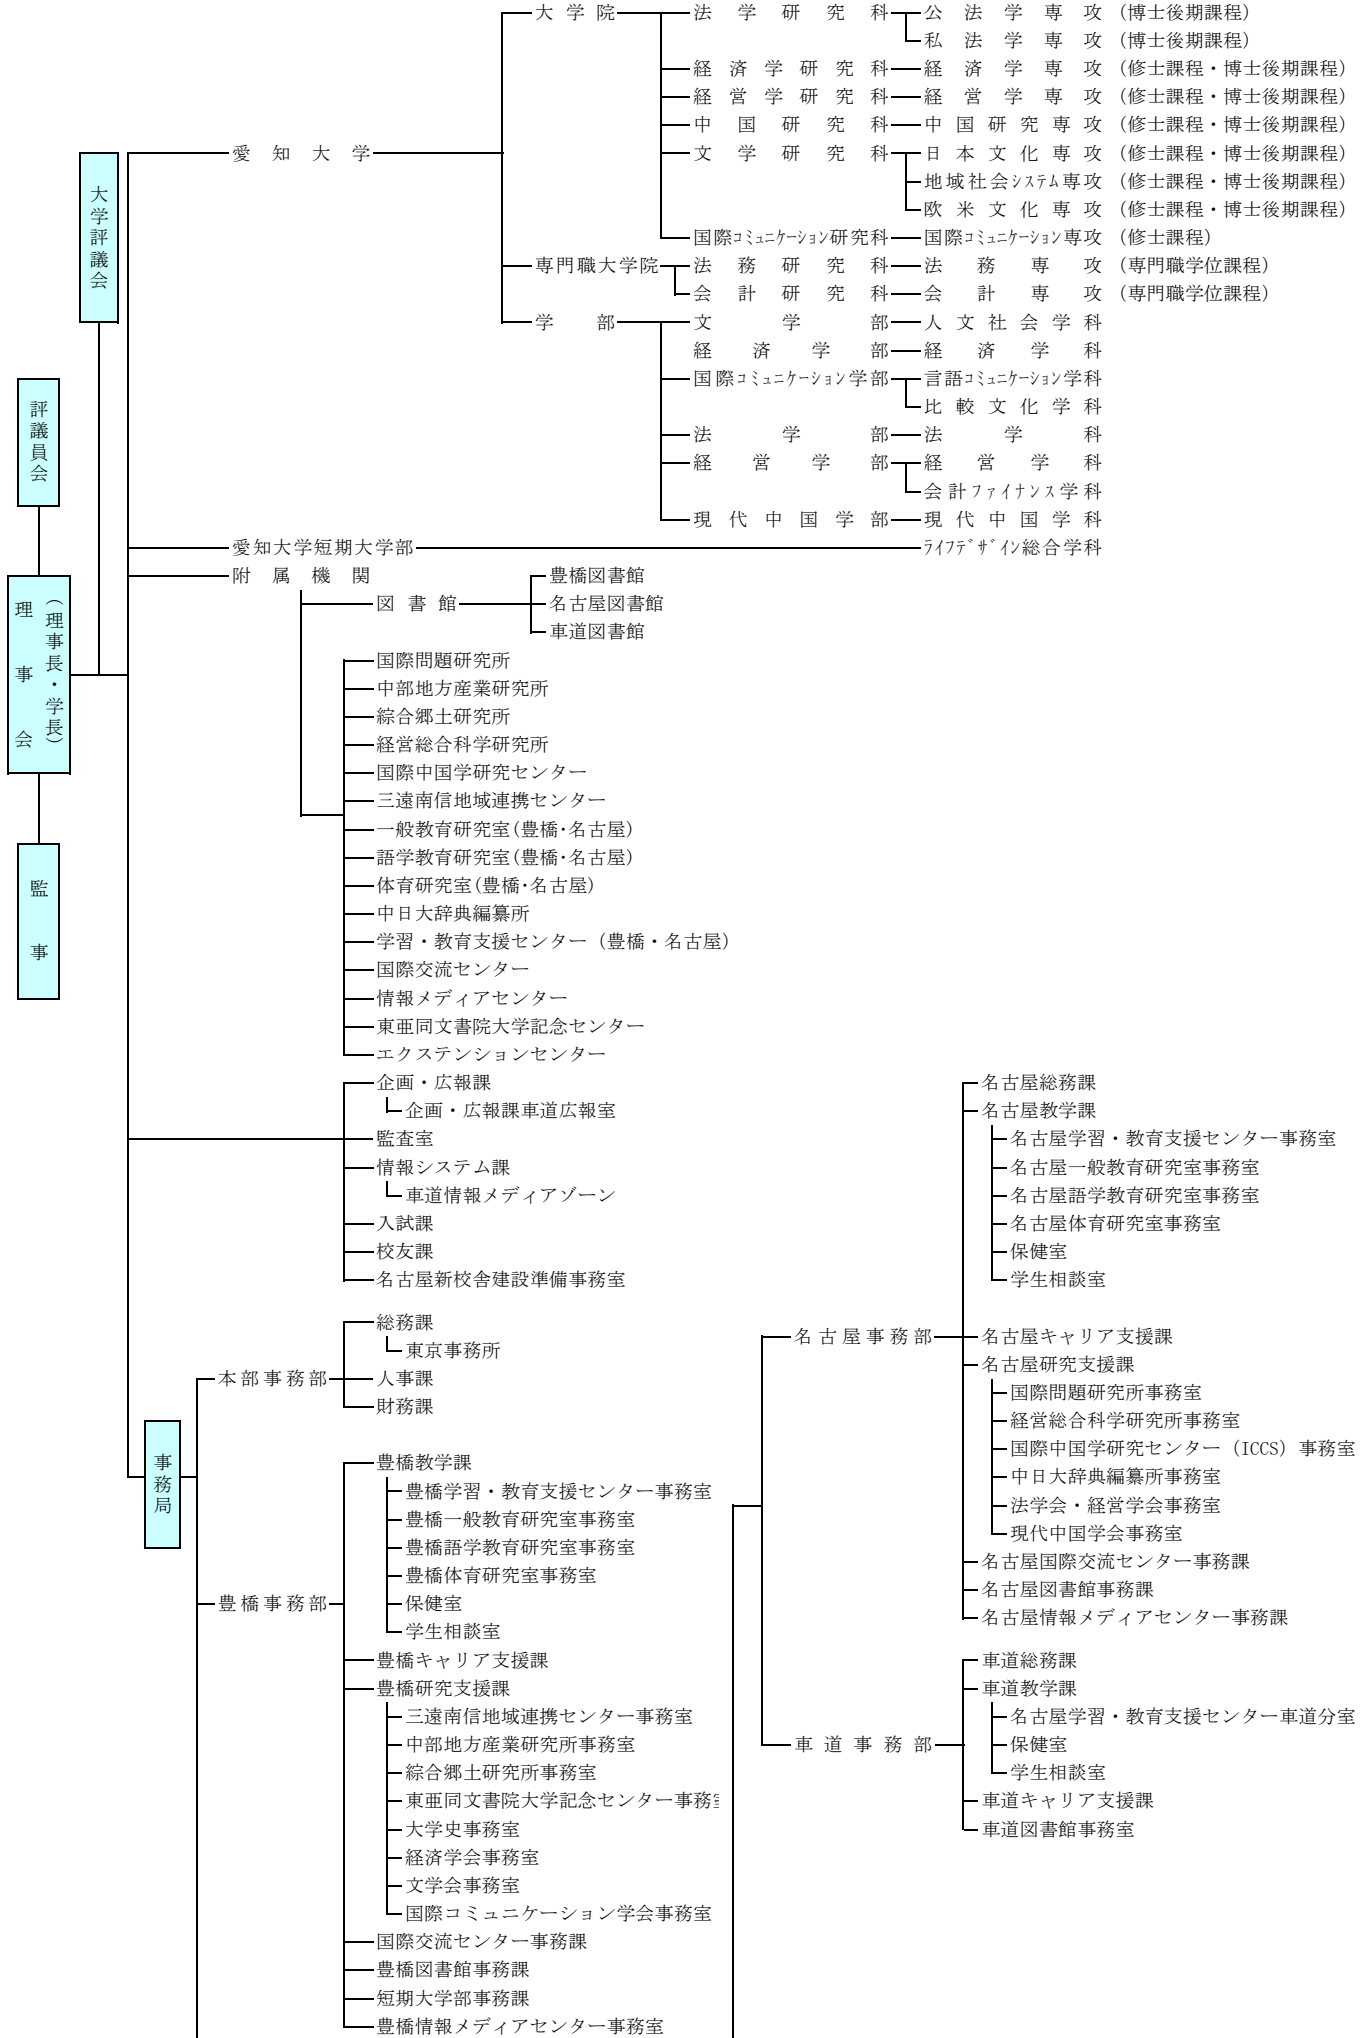 大学評議会
評議員会
理事会
（理事長・学長）
監事
事務局
愛知大学
大学院
法学研究科 公法学専攻 (博士後期課程)
私法学専攻 (博士後期課程)
経済学研究科 経済学専攻 (修士課程・博士後期課程)
経営学研究科 経営学専攻 (修士課程・博士後期課程)
中国研究科 中国研究専攻 (修士課程・博士後期課程)
文学研究科 日本文化専攻 (修士課程・博士後期課程)
地域社会ｼｽﾃﾑ専攻 (修士課程・博士後期課程)
欧米文化専攻 (修士課程・博士後期課程)
国際ｺﾐｭﾆｹｰｼｮﾝ研究科 国際ｺﾐｭﾆｹｰｼｮﾝ専攻 (修士課程)
専門職大学院 法務研究科 法務専攻 (専門職学位課程)
会計研究科 会計専攻 (専門職学位課程)
学部 文学部 人文社会学科
経済学部 経済学科
国際ｺﾐｭﾆｹｰｼｮﾝ学部 言語ｺﾐｭﾆｹｰｼｮﾝ学科
比較文化学科
法学部 法学科
経営学部 経営学科
会計ﾌｧｲﾅﾝｽ学科
現代中国学部 現代中国学科
愛知大学短期大学部 ﾗｲﾌﾃﾞｻﾞｲﾝ総合学科
附属機関
図書館
豊橋図書館
名古屋図書館
車道図書館
国際問題研究所
中部地方産業研究所
綜合郷土研究所
経営総合科学研究所
国際中国学研究センター
三遠南信地域連携センター
一般教育研究室(豊橋･名古屋)
語学教育研究室(豊橋･名古屋)
体育研究室(豊橋･名古屋)
中日大辞典編纂所
学習・教育支援センター（豊橋・名古屋）
国際交流センター
情報メディアセンター
東亜同文書院大学記念センター
エクステンションセンター
企画・広報課
企画・広報課車道広報室
監査室
情報システム課
車道情報メディアゾーン
入試課
校友課
名古屋新校舎建設準備事務室
本部事務部
総務課
東京事務所
人事課
財務課
豊橋事務部
豊橋教学課
豊橋学習・教育支援センター事務室
豊橋一般教育研究室事務室
豊橋語学教育研究室事務室
豊橋体育研究室事務室
保健室
学生相談室
豊橋キャリア支援課
豊橋研究支援課
三遠南信地域連携センター事務室
中部地方産業研究所事務室
綜合郷土研究所事務室
東亜同文書院大学記念センター事務室
大学史事務室
経済学会事務室
文学会事務室
国際コミュニケーション学会事務室
国際交流センター事務課
豊橋図書館事務課
短期大学部事務課
豊橋情報メディアセンター事務室
名古屋事務部
名古屋総務課
名古屋教学課
名古屋学習・教育支援センター事務室
名古屋一般教育研究室事務室
名古屋語学教育研究室事務室
名古屋体育研究室事務室
保健室
学生相談室
名古屋キャリア支援課
名古屋研究支援課
国際問題研究所事務室
経営総合科学研究所事務室
国際中国学研究センター（ICCS）事務室
中日大辞典編纂所事務室
法学会・経営学会事務室
現代中国学会事務室
名古屋国際交流センター事務課
名古屋図書館事務課
名古屋情報メディアセンター事務課
車道事務部
車道総務課
車道教学課
名古屋学習・教育支援センター車道分室
保健室
学生相談室
車道キャリア支援課
車道図書館事務室